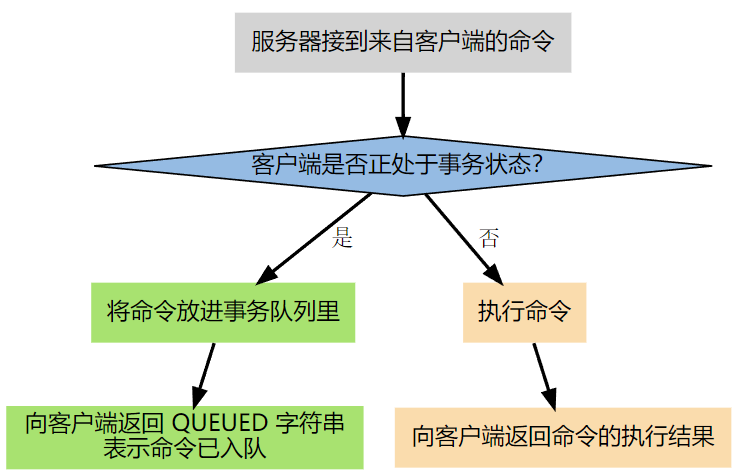 服务器接到来自客户端的命令
客户端是否正处于事务状态？
是
否
将命令放进事务队列里
执行命令
向客户端返回 QUEUED 字符串
表示命令已入队
向客户端返回命令的执行结果